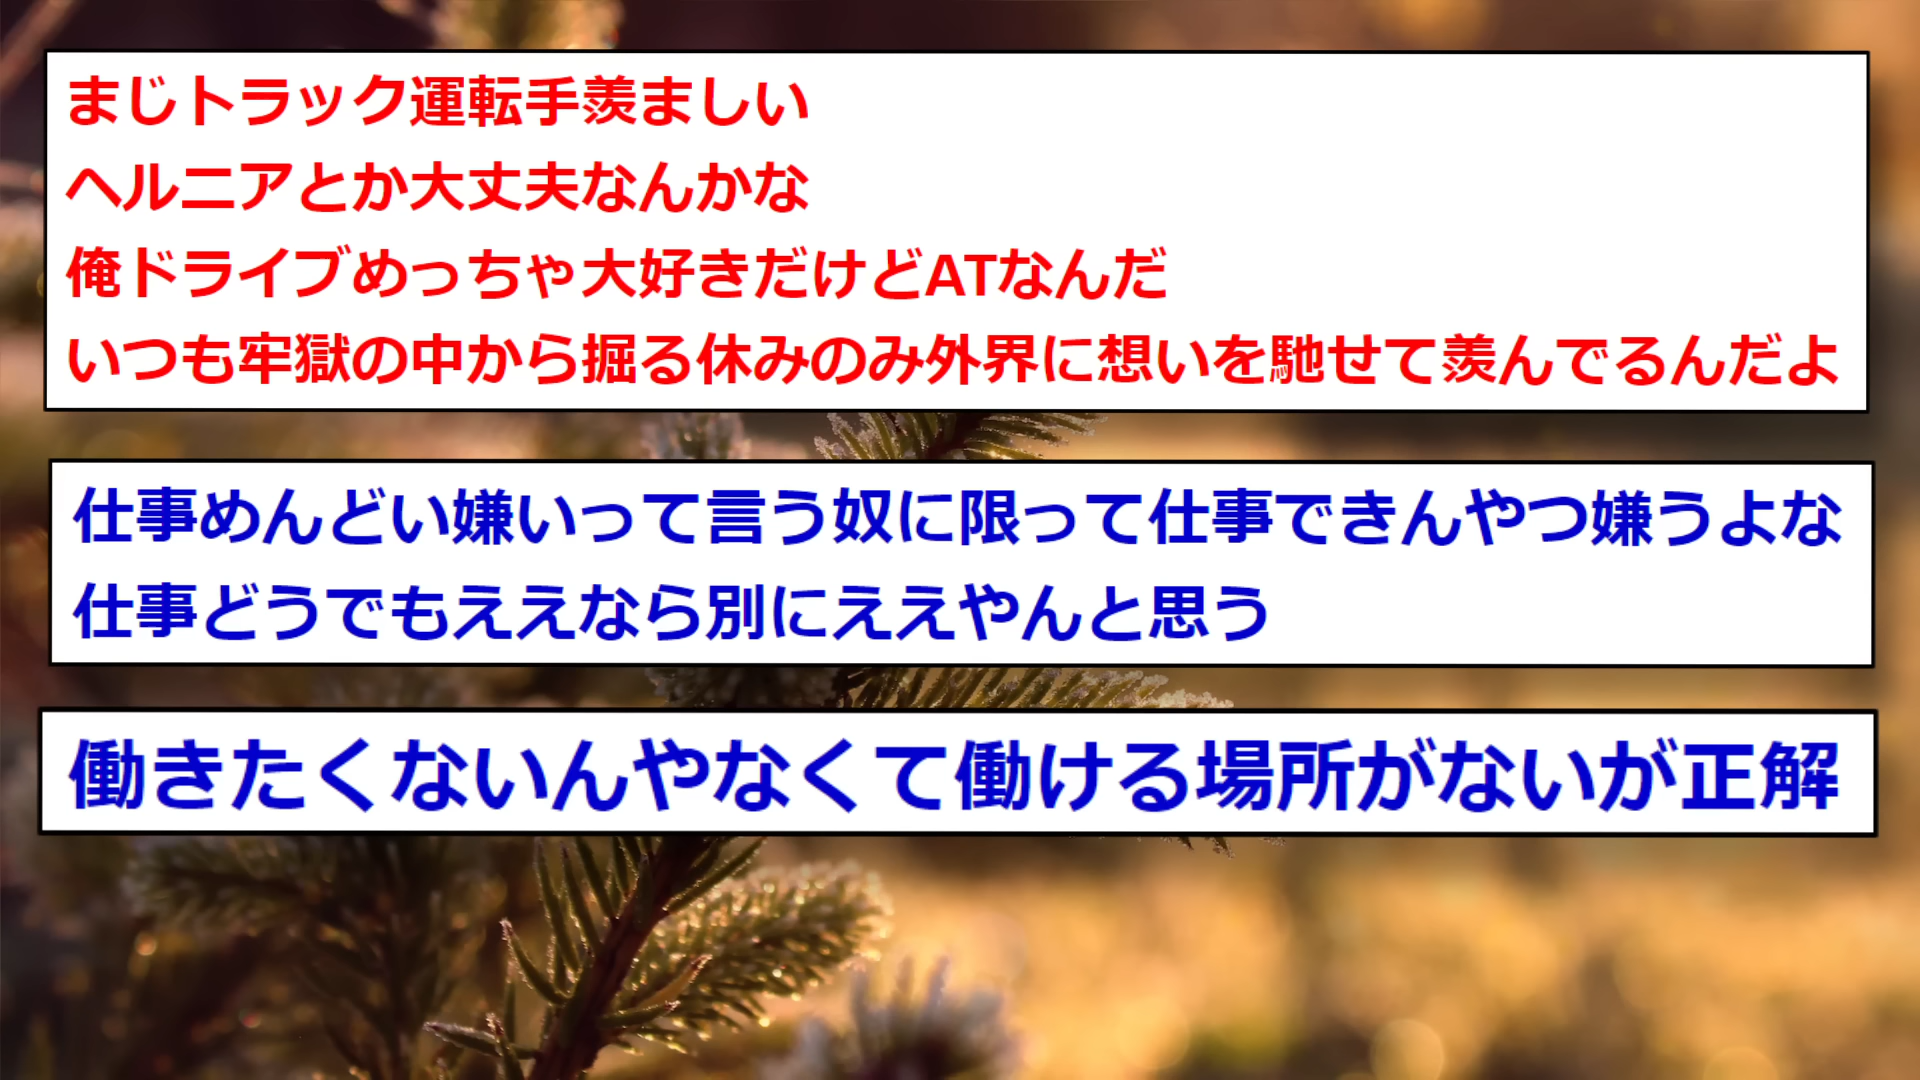 まじトラック運転手羨ましい
ヘルニアとか大丈夫なんかな
俺ドライブめっちゃ大好きだけどATなんだ
いつも牢獄の中から掘る休みのみ外界に想いを馳せて羨んでるんだよ
仕事めんどい嫌いって言う奴に限って仕事できんやつ嫌うよな
仕事どうでもええなら別にええやんと思う
働きたくないんやなくて働ける場所がないが正解